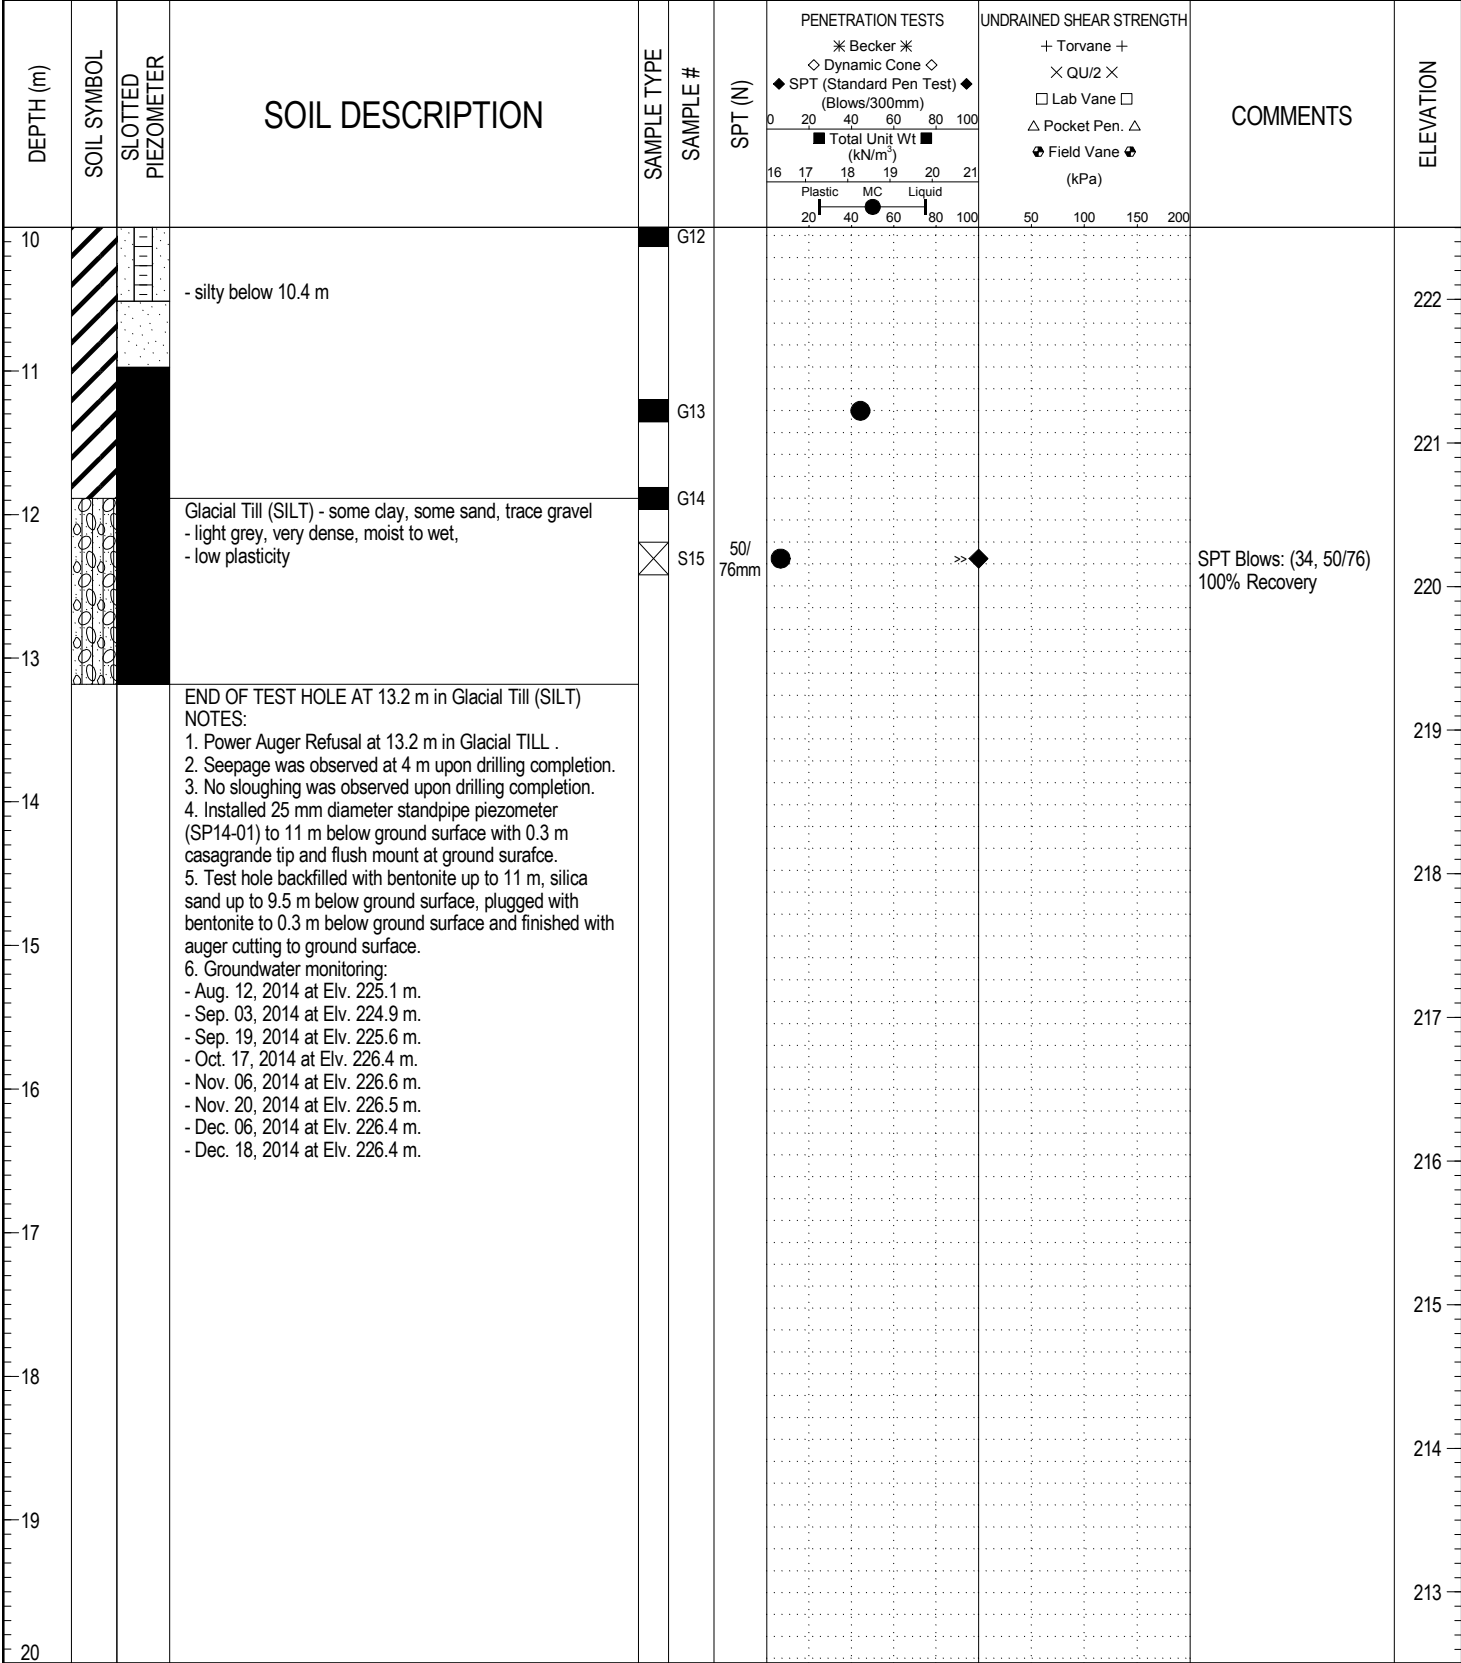 DEPTH (m)
SOIL SYMBOL
SLOTTED
PIEZOMETER
SOIL DESCRIPTION
SAMPLE TYPE
SAMPLE #
SPT (N)
PENETRATION TESTS
✳ Becker ✳
◇ Dynamic Cone ◇
◆ SPT (Standard Pen Test) ◆
(Blows/300mm)
0 20 40 60 80 100
■ Total Unit Wt ■
(kN/m³)
16 17 18 19 20 21
Plastic MC Liquid
20 40 60 80 100
UNDRAINED SHEAR STRENGTH
+ Torvane +
✕ QU/2 ✕
□ Lab Vane □
△ Pocket Pen. △
Field Vane
(kPa)
50 100 150 200
COMMENTS
ELEVATION
10
G12
- silty below 10.4 m
222
11
G13
221
G14
12
Glacial Till (SILT) - some clay, some sand, trace gravel
- light grey, very dense, moist to wet,
- low plasticity
S15
50/
76mm
>>
SPT Blows: (34, 50/76)
100% Recovery
220
13
END OF TEST HOLE AT 13.2 m in Glacial Till (SILT)
NOTES:
1. Power Auger Refusal at 13.2 m in Glacial TILL .
2. Seepage was observed at 4 m upon drilling completion.
3. No sloughing was observed upon drilling completion.
4. Installed 25 mm diameter standpipe piezometer
(SP14-01) to 11 m below ground surface with 0.3 m
casagrande tip and flush mount at ground surafce.
5. Test hole backfilled with bentonite up to 11 m, silica
sand up to 9.5 m below ground surface, plugged with
bentonite to 0.3 m below ground surface and finished with
auger cutting to ground surface.
6. Groundwater monitoring:
- Aug. 12, 2014 at Elv. 225.1 m.
- Sep. 03, 2014 at Elv. 224.9 m.
- Sep. 19, 2014 at Elv. 225.6 m.
- Oct. 17, 2014 at Elv. 226.4 m.
- Nov. 06, 2014 at Elv. 226.6 m.
- Nov. 20, 2014 at Elv. 226.5 m.
- Dec. 06, 2014 at Elv. 226.4 m.
- Dec. 18, 2014 at Elv. 226.4 m.
219
14
218
15
217
16
216
17
215
18
214
19
213
20